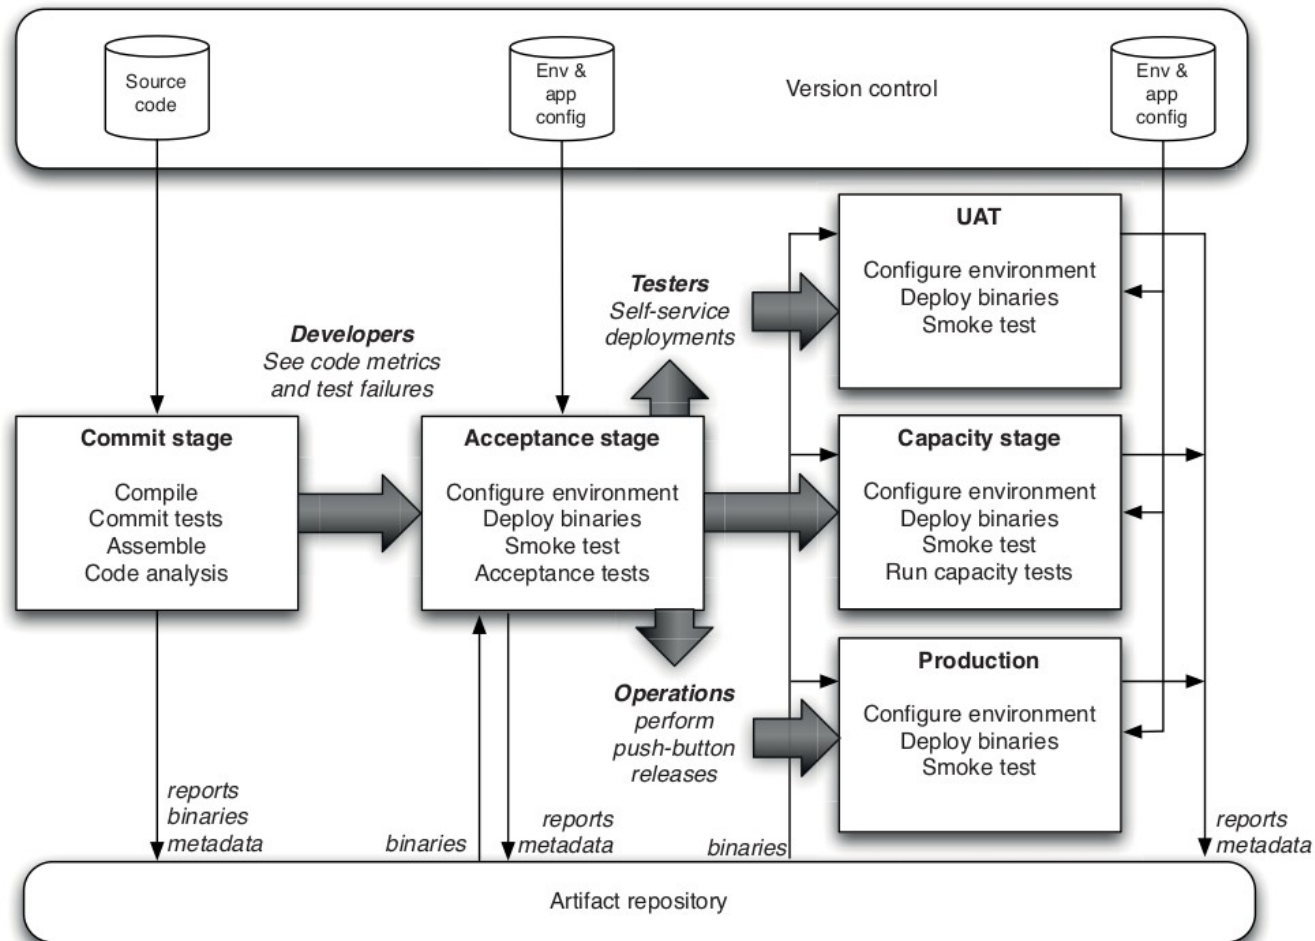 Source
code
Env &
app
config
Version control
Env &
app
config
Developers
See code metrics
and test failures
Testers
Self-service
deployments
UAT
Configure environment
Deploy binaries
Smoke test
Commit stage
Compile
Commit tests
Assemble
Code analysis
Acceptance stage
Configure environment
Deploy binaries
Smoke test
Acceptance tests
Capacity stage
Configure environment
Deploy binaries
Smoke test
Run capacity tests
Operations
perform
push-button
releases
Production
Configure environment
Deploy binaries
Smoke test
reports
binaries
metadata
binaries
reports
metadata
binaries
reports
metadata
Artifact repository